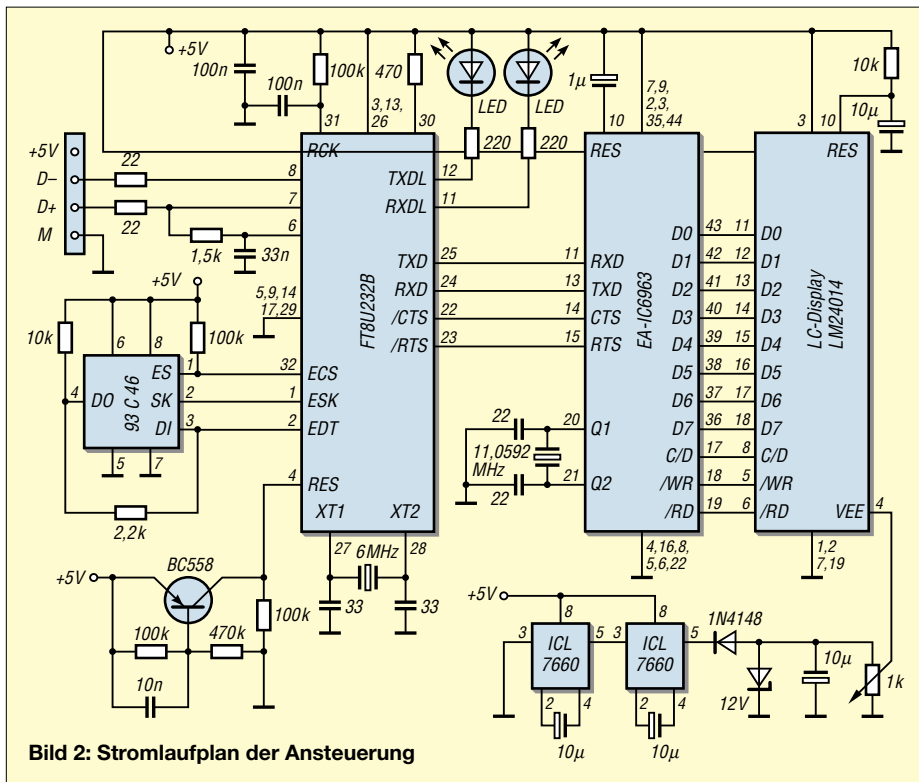 +5V
100n
100n
100k
470
LED
LED
1µ
7,9,
2,3,
35,44
10k
10µ
31
3,13,
26
30
220
220
10
3
10
+5V
D–
D+
M
22
22
1,5k
33n
8
7
6
RCK
TXDL
RXDL
12
11
RES
RES
TXD
RXD
/CTS
/RTS
25
24
22
23
11
13
14
15
RXD
TXD
CTS
RTS
FT8U232B
EA-IC6963
LC-Display
LM24014
D0
D1
D2
D3
D4
D5
D6
D7
C/D
/WR
/RD
43
42
41
40
39
38
37
36
17
18
19
11
12
13
14
15
16
17
18
8
5
6
D0
D1
D2
D3
D4
D5
D6
D7
C/D
/WR
/RD
VEE
4
5,9,14
17,29
+5V
10k
100k
6
8
4
DO
93 C 46
ES
SK
DI
1
2
3
5
7
2,2k
32
1
2
4
ECS
ESK
EDT
RES
XT1
XT2
27
28
6MHz
33
33
22
11,0592
MHz
22
20
21
Q1
Q2
4,16,8,
5,6,22
1,2
7,19
BC558
+5V
100k
470k
10n
100k
+5V
8
8
3
ICL
7660
5
3
ICL
7660
5
2
4
10µ
2
4
10µ
1N4148
12V
10µ
1k
Bild 2: Stromlaufplan der Ansteuerung